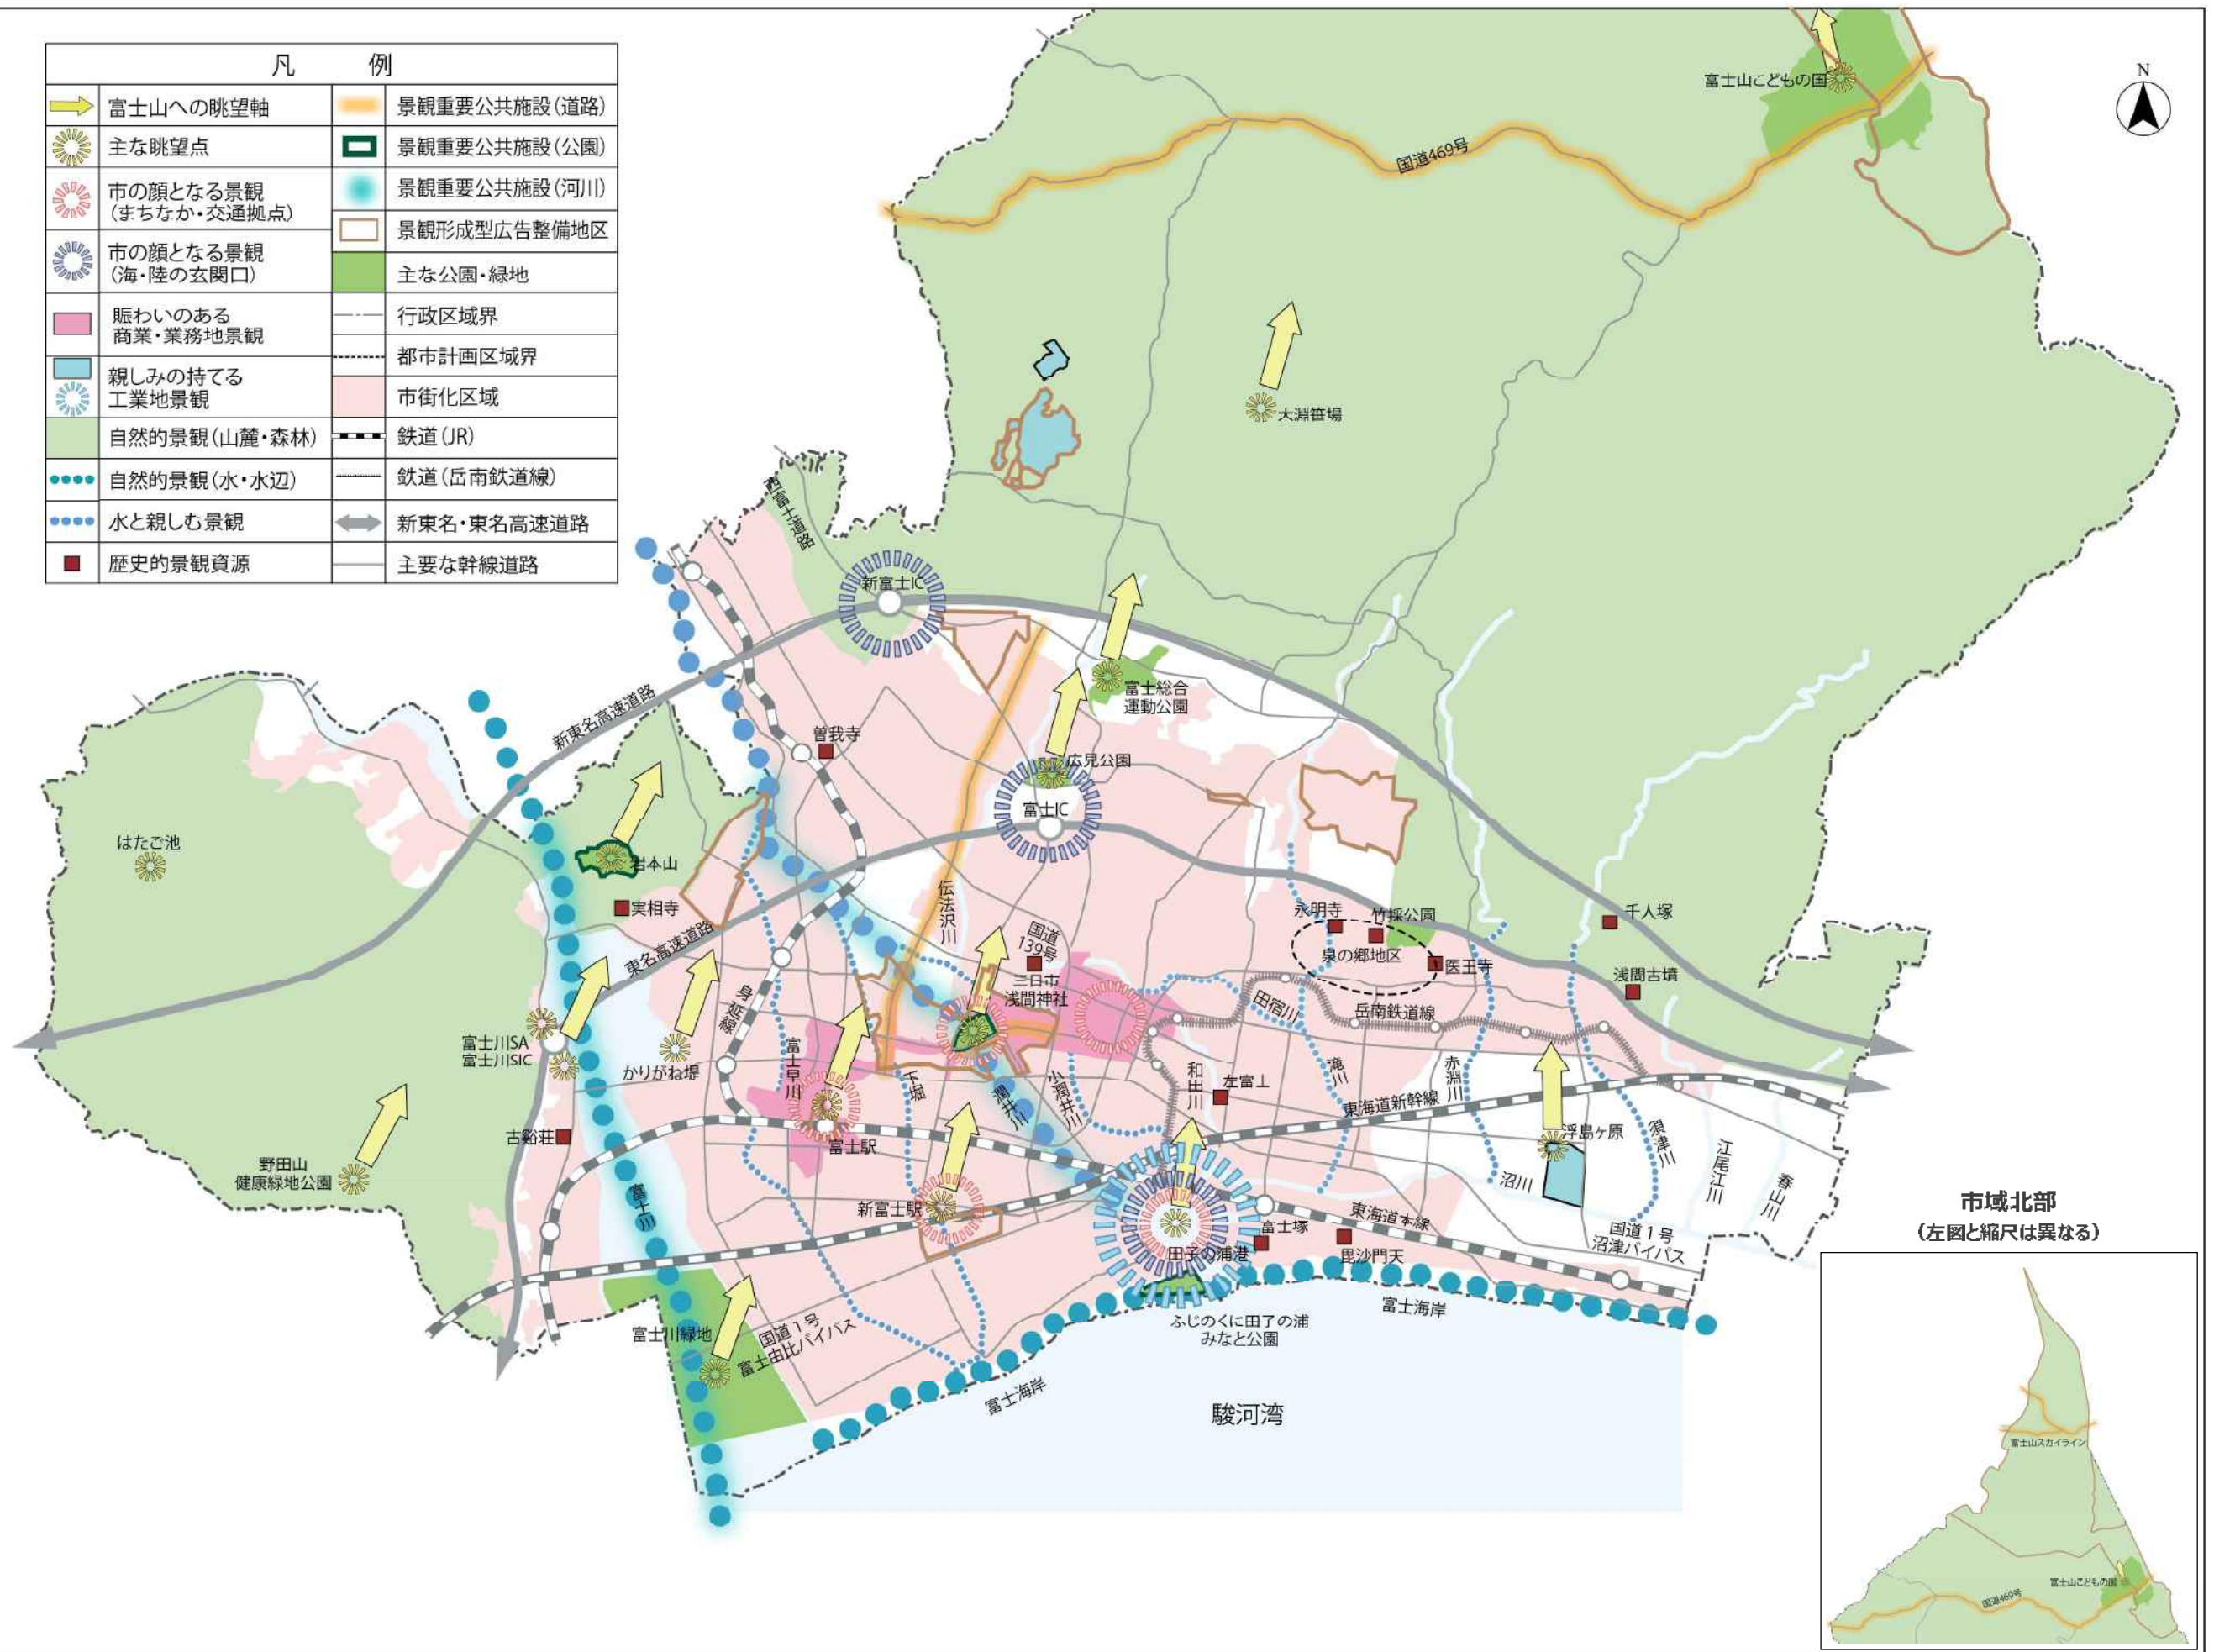 凡 例
富士山への眺望軸
主な眺望点
市の顔となる景観
(まちなか・交通拠点)
市の顔となる景観
(海・陸の玄関口)
賑わいのある
商業・業務地景観
親しみの持てる
工業地景観
自然的景観(山麓・森林)
自然的景観(水・水辺)
水と親しむ景観
歴史的景観資源
景観重要公共施設(道路)
景観重要公共施設(公園)
景観重要公共施設(河川)
景観形成型広告整備地区
主な公園・緑地
行政区域界
都市計画区域界
市街化区域
鉄道(JR)
鉄道(岳南鉄道線)
新東名・東名高速道路
主要な幹線道路
N
富士山こどもの国
国道469号
大淵笹場
西富士道路
新富士IC
富士総合
運動公園
新東名高速道路
曽我寺
広見公園
富士IC
はたご池
岩本山
実相寺
伝法沢川
国道
139号
永明寺
竹採公園
泉の郷地区
医王寺
千人塚
浅間古墳
東名高速道路
三日市
浅間神社
身延線
田宿川
岳南鉄道線
富士川SA
富士川SIC
かりがね堤
富士早川
下堀
潤井川
小潤井川
和田川
左富士
滝川
赤淵川
東海道新幹線
浮島ヶ原
須津川
江尾江川
春山川
古谿荘
富士駅
野田山
健康緑地公園
富士川
新富士駅
沼川
富士塚
東海道本線
田子の浦港
毘沙門天
国道1号
沼津バイパス
富士川緑地
国道1号
富士由比バイパス
ふじのくに田子の浦
みなと公園
富士海岸
富士海岸
駿河湾
市域北部
(左図と縮尺は異なる)
富士山スカイライン
富士山こどもの国
国道469号